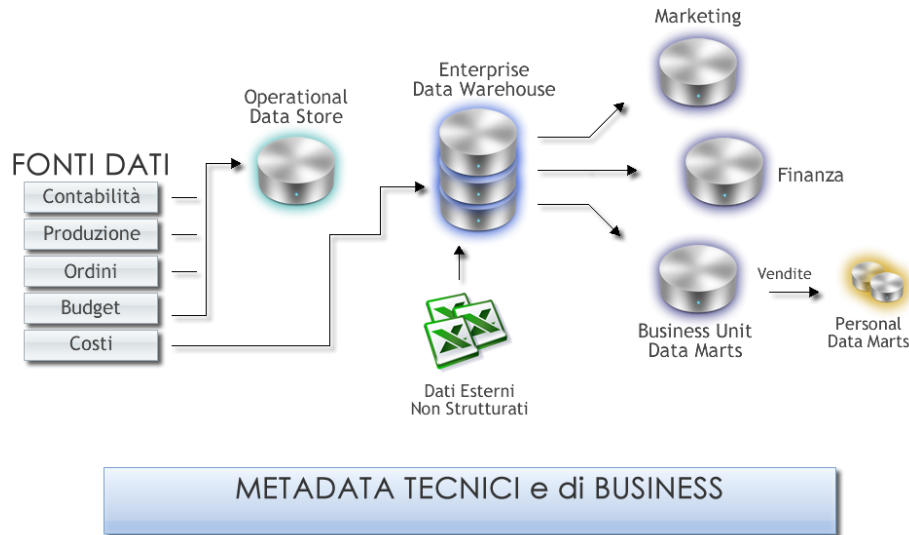 Marketing
Enterprise
Data Warehouse
Operational
Data Store
FONTI DATI
Contabilità
Produzione
Ordini
Budget
Costi
Finanza
Vendite
Business Unit
Data Marts
Personal
Data Marts
Dati Esterni
Non Strutturati
METADATA TECNICI e di BUSINESS